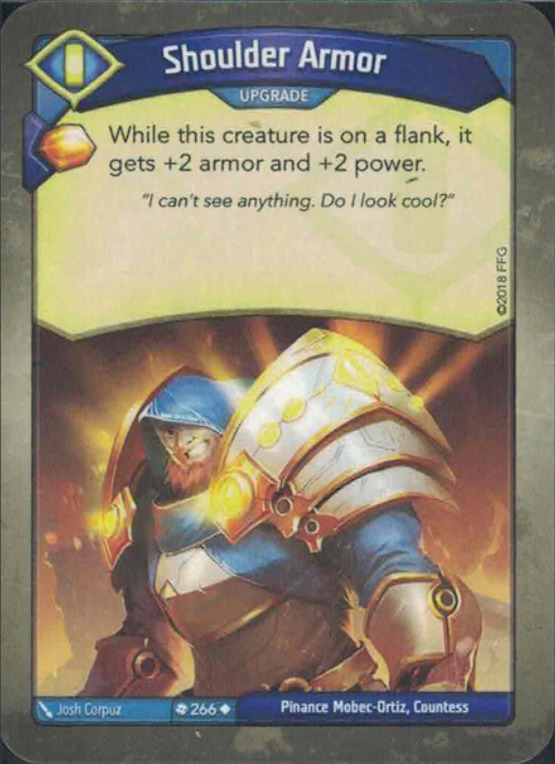 Shoulder Armor
UPGRADE
While this creature is on a flank, it
gets +2 armor and +2 power.
"I can't see anything. Do I look cool?"
©2018 FFG
Josh Corpuz
266
Pinance Mobec-Ortiz, Countess